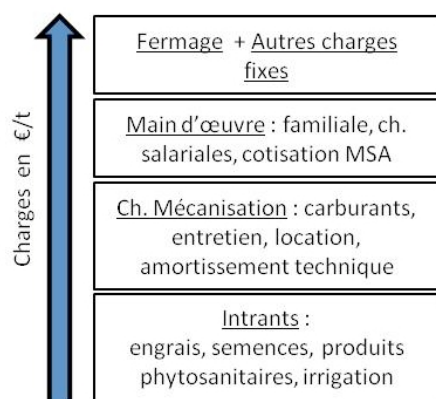 Charges en €/t
Fermage + Autres charges
fixes
Main d'œuvre : familiale, ch.
salariales, cotisation MSA
Ch. Mécanisation : carburants,
entretien, location,
amortissement technique
Intrants :
engrais, semences, produits
phytosanitaires, irrigation